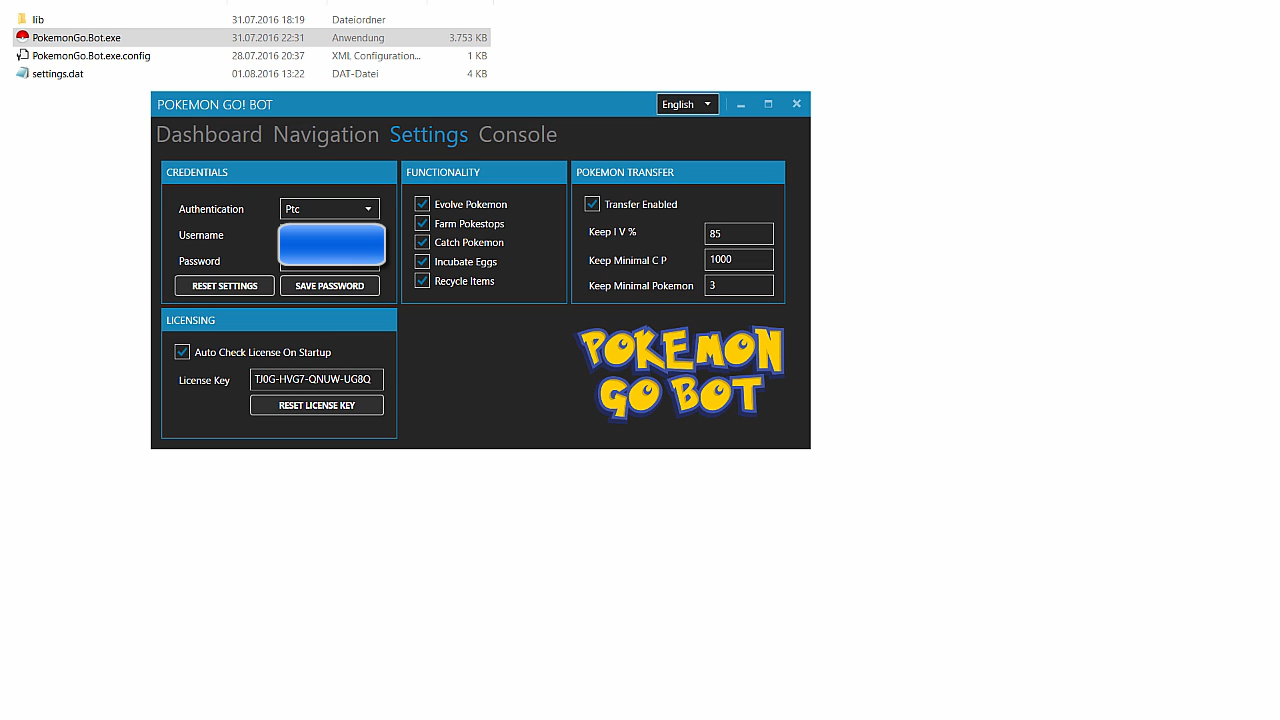 lib 31.07.2016 18:19 Dateiordner
PokemonGo.Bot.exe 31.07.2016 22:31 Anwendung 3.753 KB
PokemonGo.Bot.exe.config 28.07.2016 20:37 XML Configuration... 1 KB
settings.dat 01.08.2016 13:22 DAT-Datei 4 KB
POKEMON GO! BOT English
Dashboard Navigation Settings Console
CREDENTIALS
Authentication Ptc
Username
Password
RESET SETTINGS SAVE PASSWORD
FUNCTIONALITY
Evolve Pokemon
Farm Pokestops
Catch Pokemon
Incubate Eggs
Recycle Items
POKEMON TRANSFER
Transfer Enabled
Keep I V % 85
Keep Minimal C P 1000
Keep Minimal Pokemon 3
LICENSING
Auto Check License On Startup
License Key TJ0G-HVG7-QNUW-UG8Q
RESET LICENSE KEY
POKEMON
GO BOT